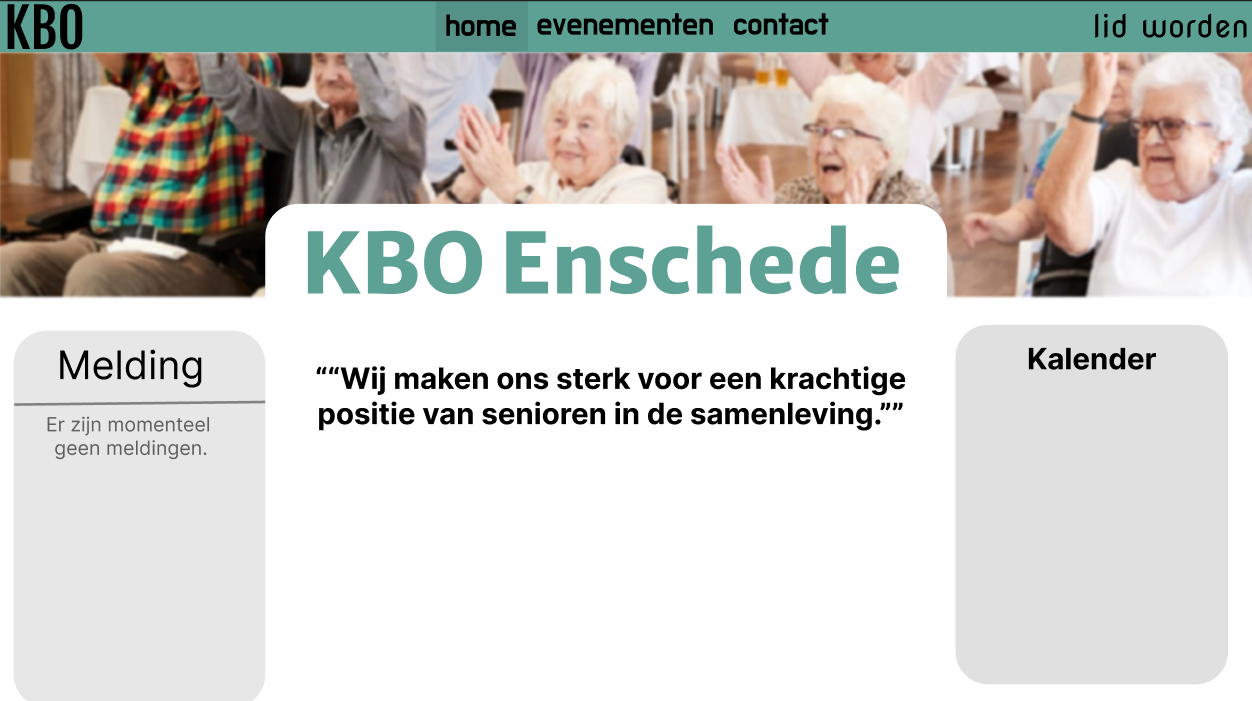 KBO
home evenementen contact
lid worden
KBO Enschede
Melding
Er zijn momenteel
geen meldingen.
““Wij maken ons sterk voor een krachtige
positie van senioren in de samenleving.””
Kalender